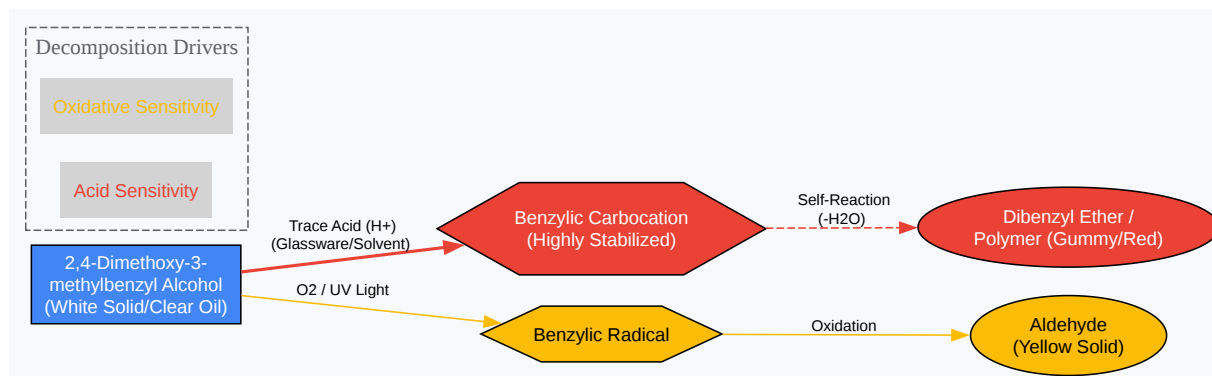 Decomposition Drivers
Oxidative Sensitivity
Acid Sensitivity
2,4-Dimethoxy-3-
methylbenzyl Alcohol
(White Solid/Clear Oil)
Trace Acid (H+)
(Glassware/Solvent)
O2 / UV Light
Benzylic Carbocation
(Highly Stabilized)
Benzylic Radical
Self-Reaction
(-H2O)
Oxidation
Dibenzyl Ether /
Polymer (Gummy/Red)
Aldehyde
(Yellow Solid)